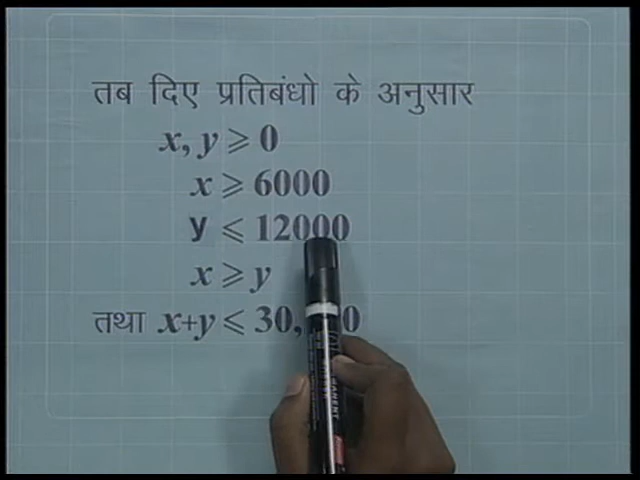 तब दिए प्रतिबंधो के अनुसार
x, y ⩾ 0
x ⩾ 6000
y ⩽ 12000
x ⩾ y
तथा x+y ⩽ 30,